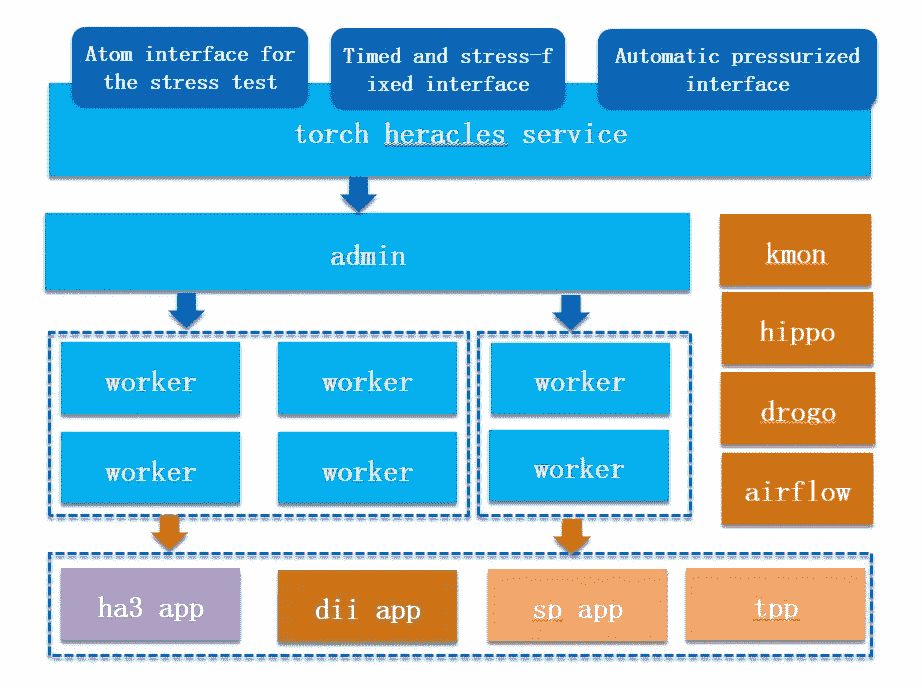 Atom interface for
the stress test
Timed and stress-f
ixed interface
Automatic pressurized
interface
torch heracles service
admin
kmon
hippo
drogo
airflow
worker
worker
worker
worker
worker
worker
ha3 app
dii app
sp app
tpp